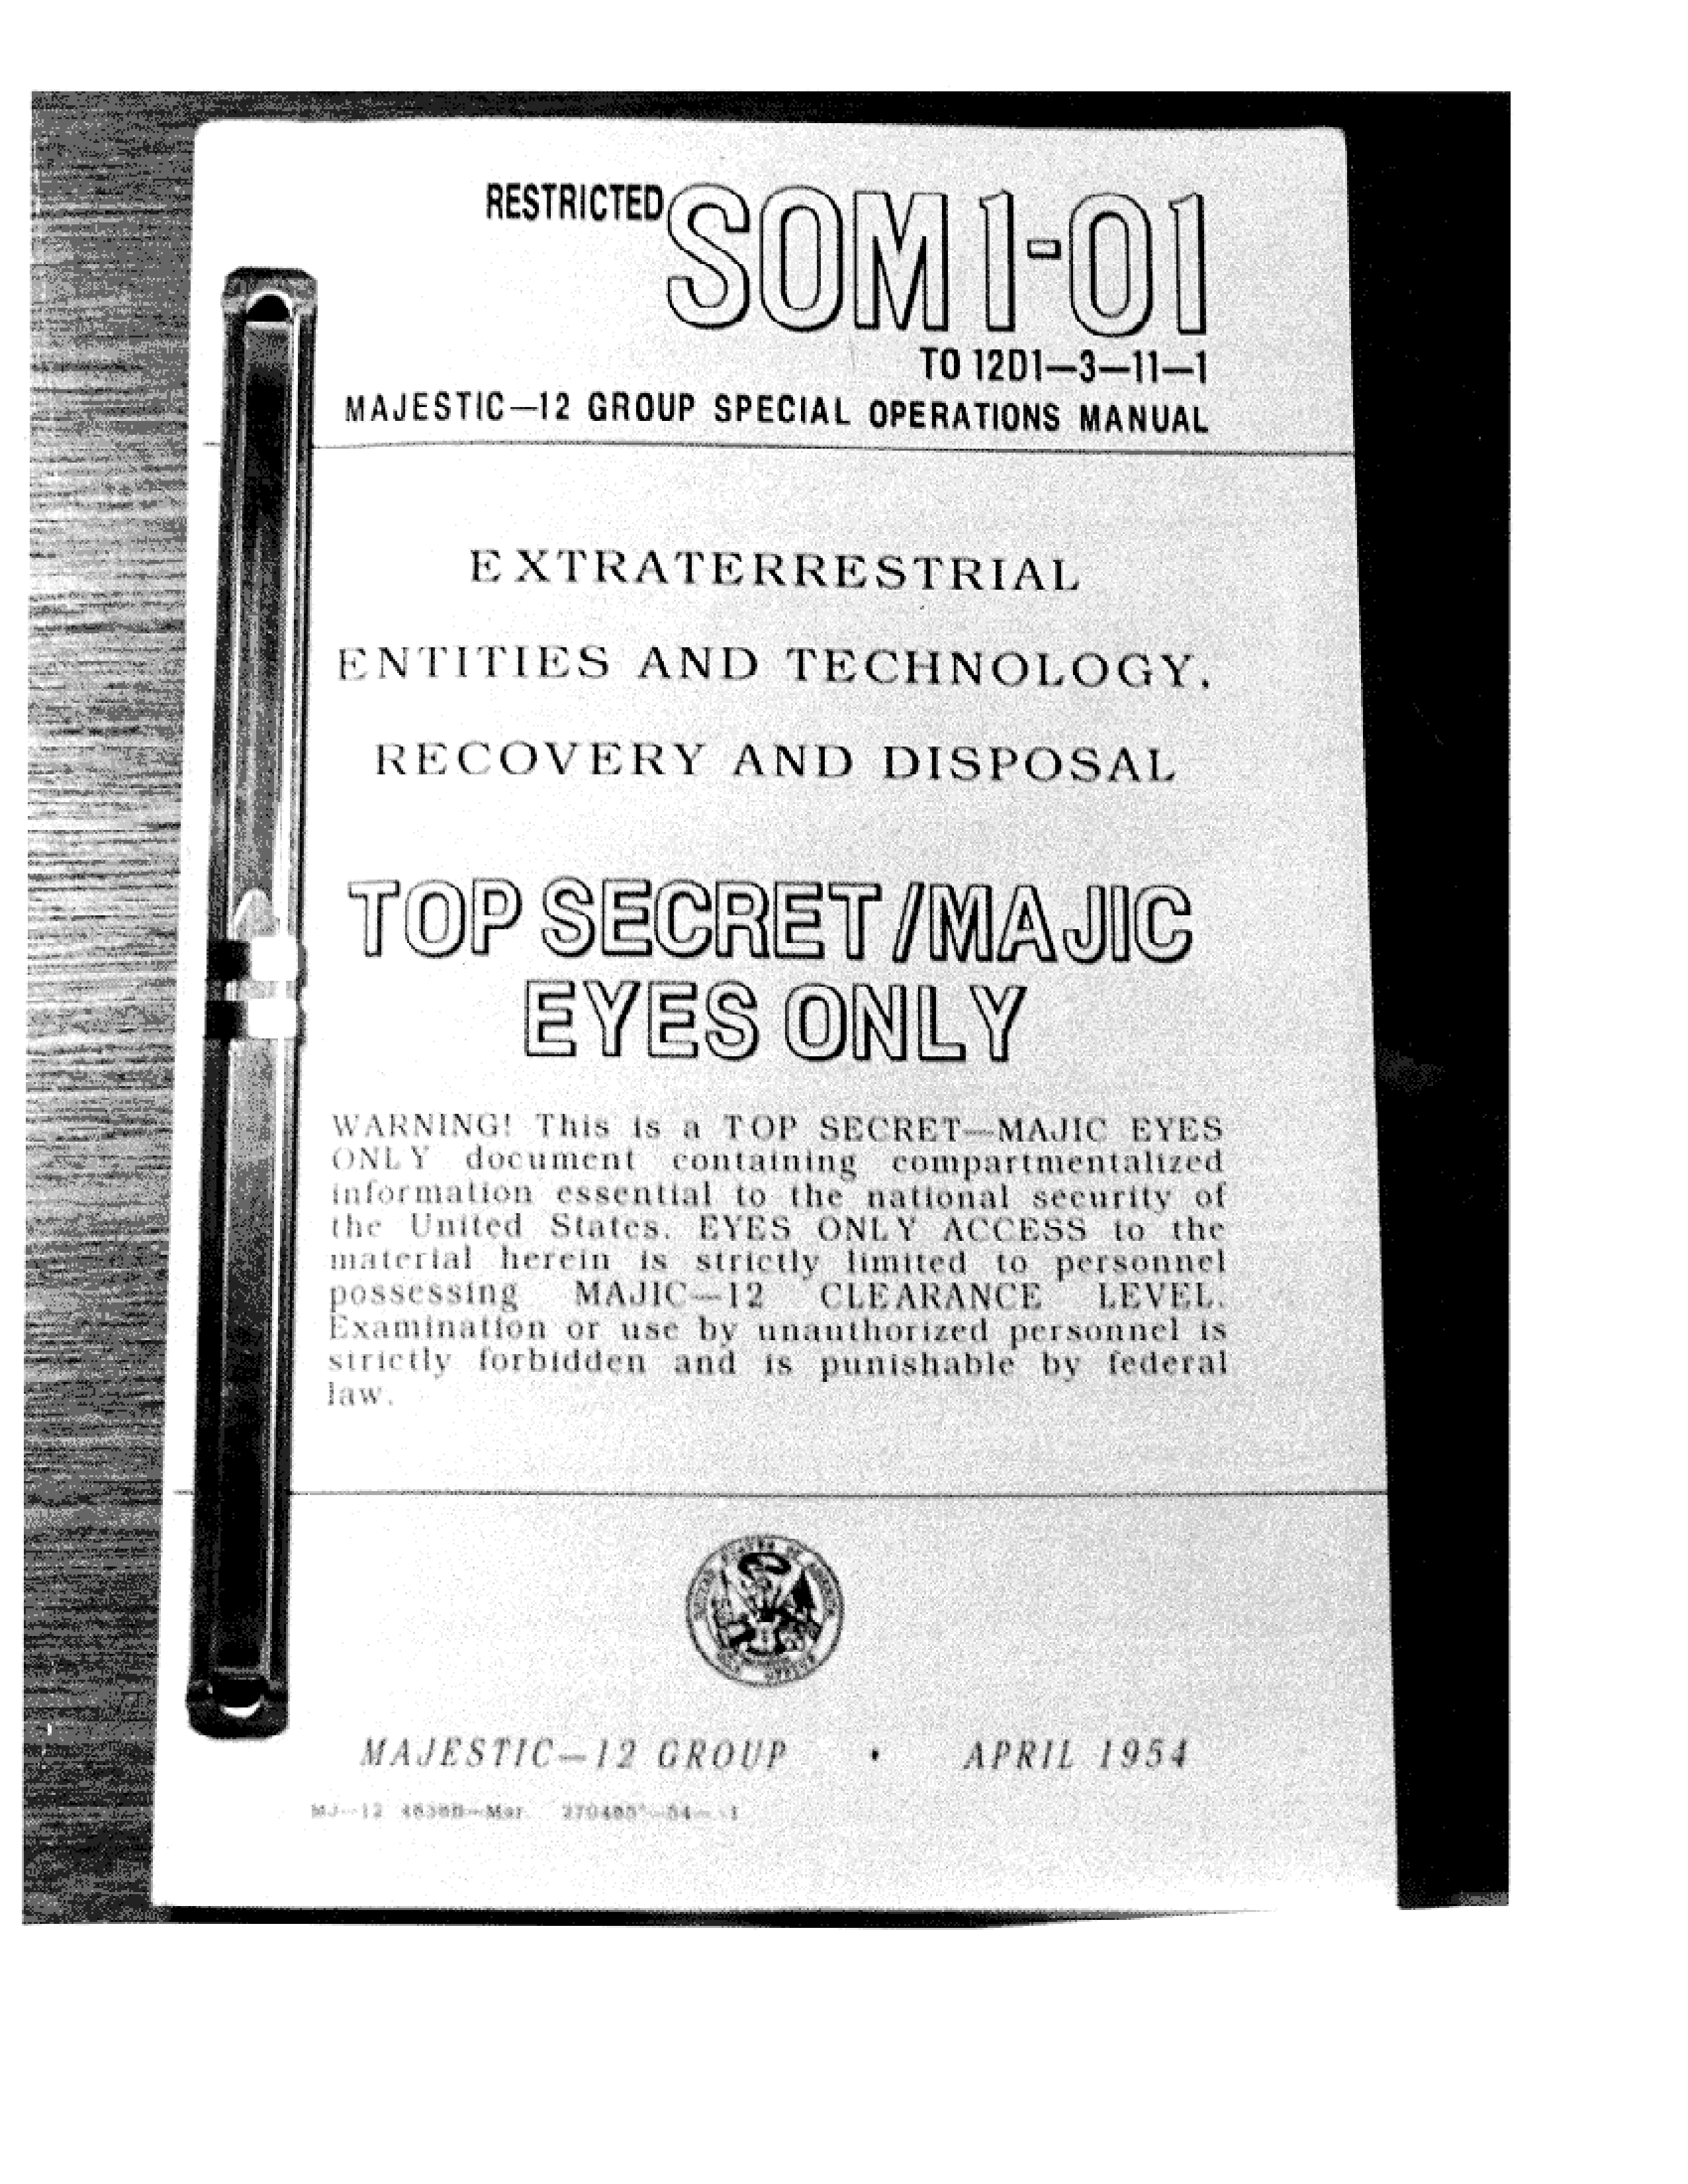 RESTRICTED SOM 1-01
TO 12D1—3—11—1
MAJESTIC—12 GROUP SPECIAL OPERATIONS MANUAL
EXTRATERRESTRIAL
ENTITIES AND TECHNOLOGY,
RECOVERY AND DISPOSAL
TOP SECRET/MAJIC
EYES ONLY
WARNING! This is a TOP SECRET—MAJIC EYES
ONLY document containing compartmentalized
information essential to the national security of
the United States. EYES ONLY ACCESS to the
material herein is strictly limited to personnel
possessing MAJIC—12 CLEARANCE LEVEL.
Examination or use by unauthorized personnel is
strictly forbidden and is punishable by federal
law.
MAJESTIC—12 GROUP • APRIL 1954
MJ—12